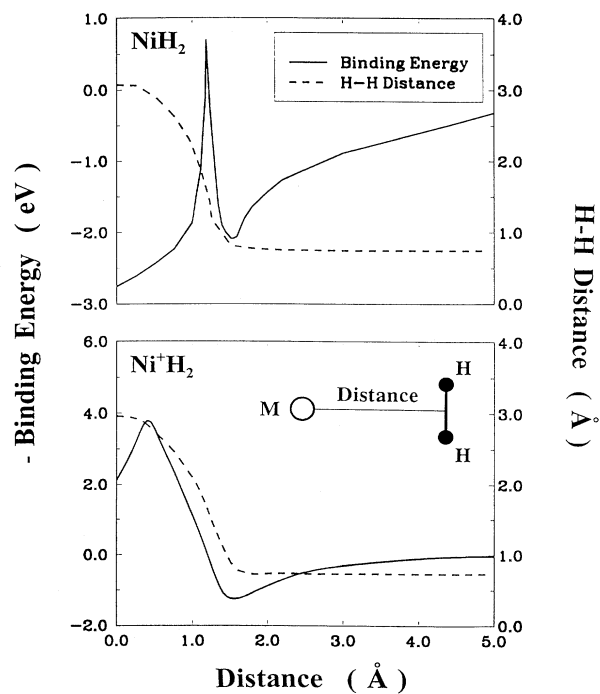 NiH₂
Binding Energy
H-H Distance
1.0
0.0
-1.0
-2.0
-3.0
4.0
3.0
2.0
1.0
0.0
Ni⁺H₂
H
M
Distance
H
6.0
4.0
2.0
0.0
-2.0
4.0
3.0
2.0
1.0
0.0
0.0 1.0 2.0 3.0 4.0 5.0
Distance ( Å )
- Binding Energy ( eV )
H-H Distance ( Å )